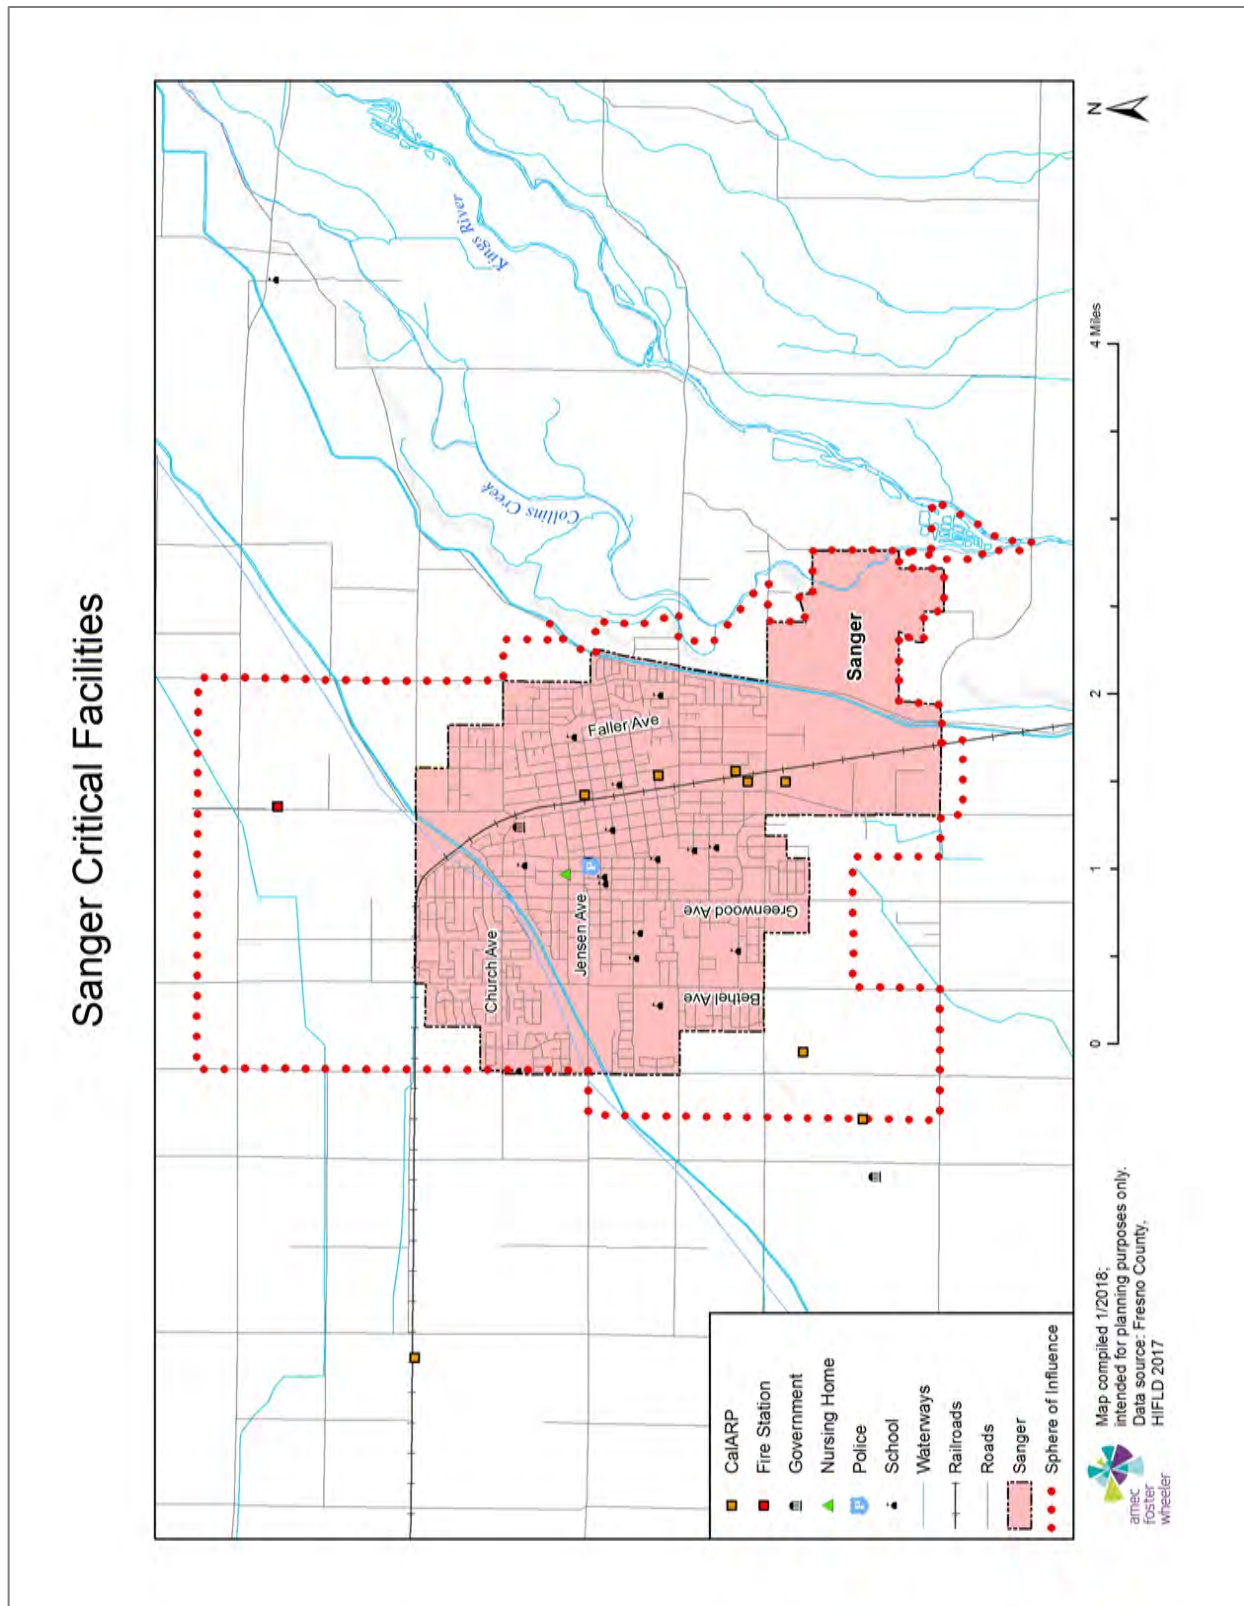 Sanger Critical Facilities
Kings River
Collins Creek
Sanger
Faller Ave
Church Ave
Jensen Ave
Greenwood Ave
Bethel Ave
N
0
1
2
4 Miles
CalARP
Fire Station
Government
Nursing Home
P
Police
School
Waterways
Railroads
Roads
Sanger
Sphere of Influence
P
amec
foster
wheeler
Map compiled 1/2018;
intended for planning purposes only.
Data source: Fresno County,
HIFLD 2017